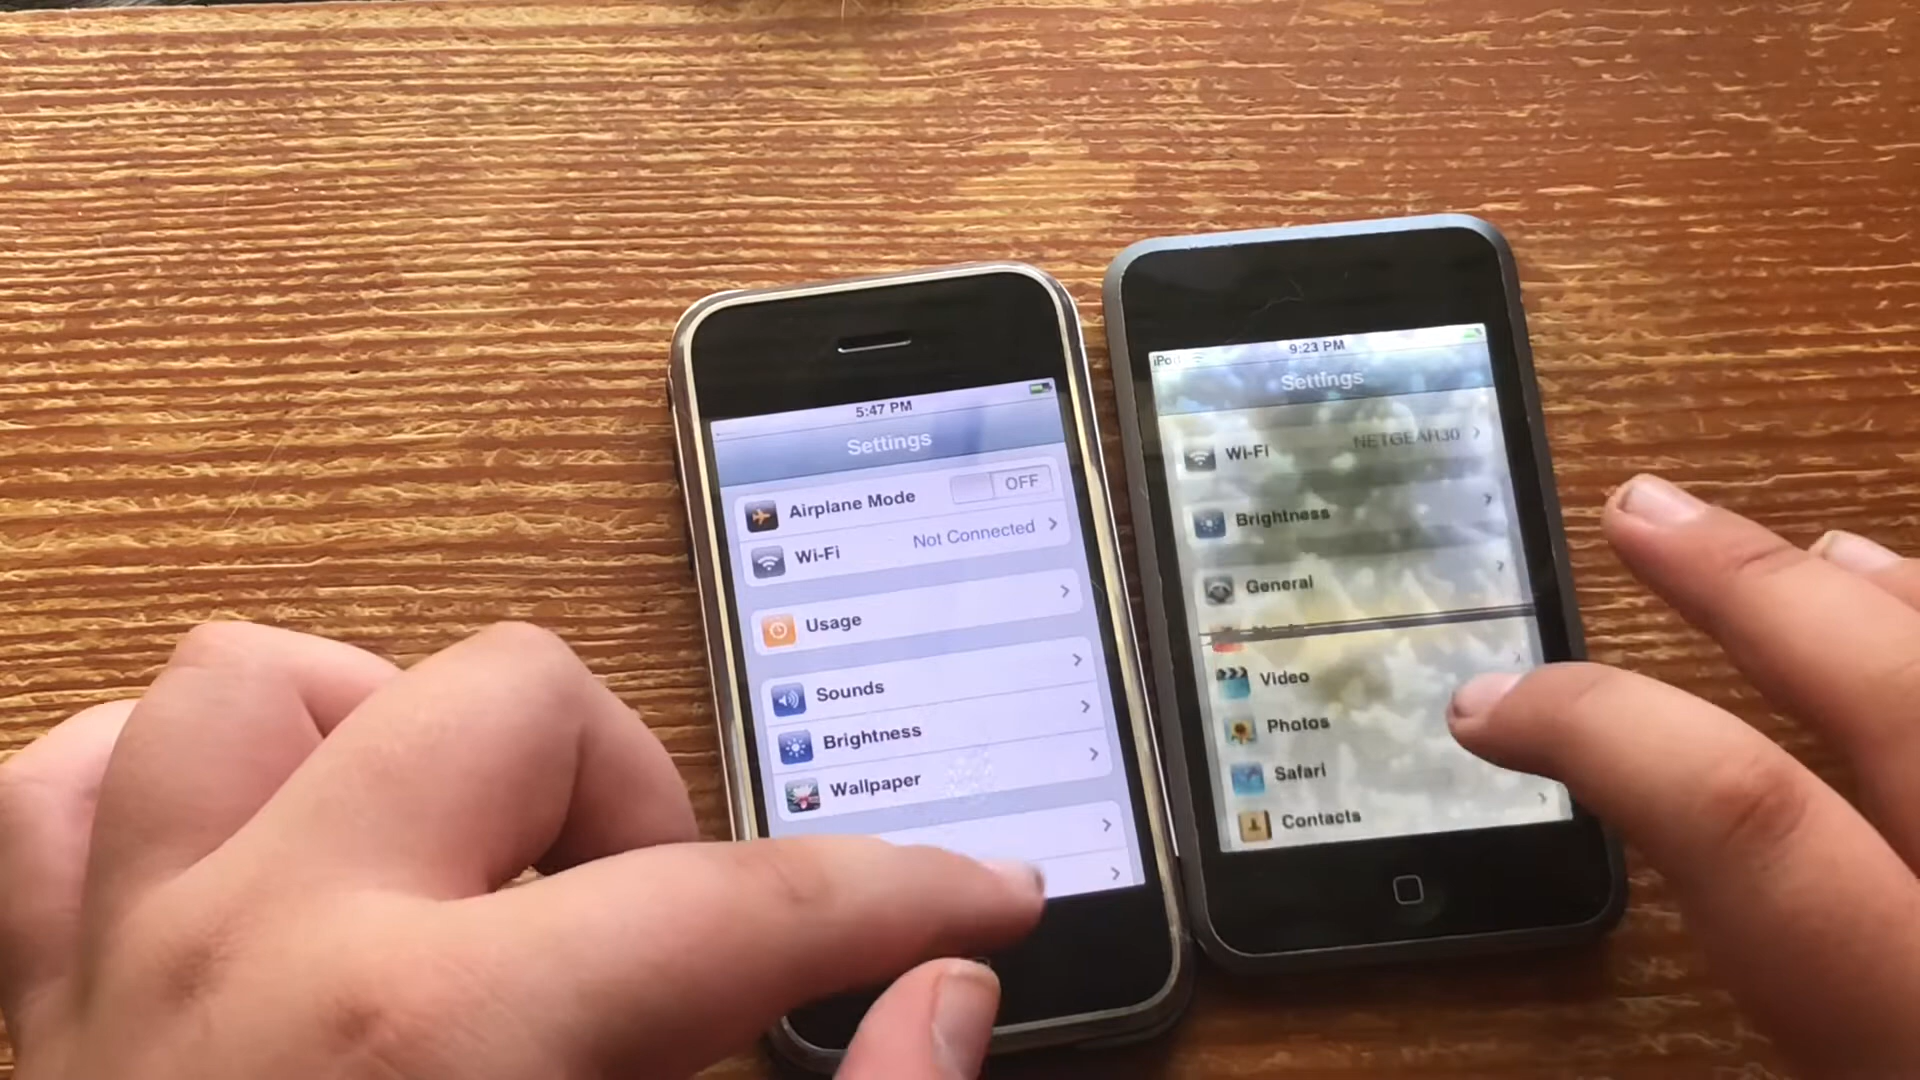 5:47 PM
Settings
Airplane Mode OFF
Wi-Fi Not Connected
Usage
Sounds
Brightness
Wallpaper
iPod 9:23 PM
Settings
Wi-Fi NETGEAR30
Brightness
General
Video
Photos
Safari
Contacts